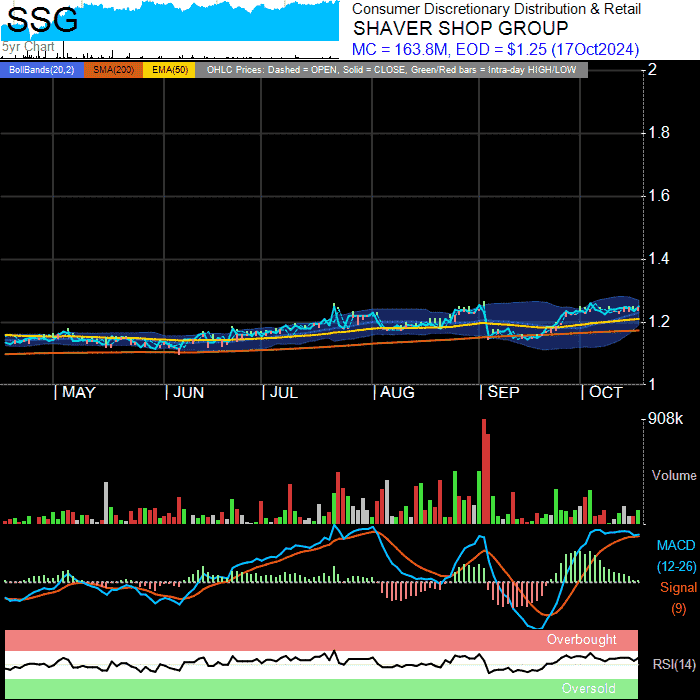 SSG
5yr Chart
Consumer Discretionary Distribution & Retail
SHAVER SHOP GROUP
MC = 163.8M, EOD = $1.25 (17Oct2024)
BollBands(20,2) SMA(200) EMA(50) OHLC Prices: Dashed = OPEN, Solid = CLOSE, Green/Red bars = Intra-day HIGH/LOW
2
1.8
1.6
1.4
1.2
1
MAY JUN JUL AUG SEP OCT
908k
Volume
MACD
(12-26)
Signal
(9)
Overbought
RSI(14)
Oversold